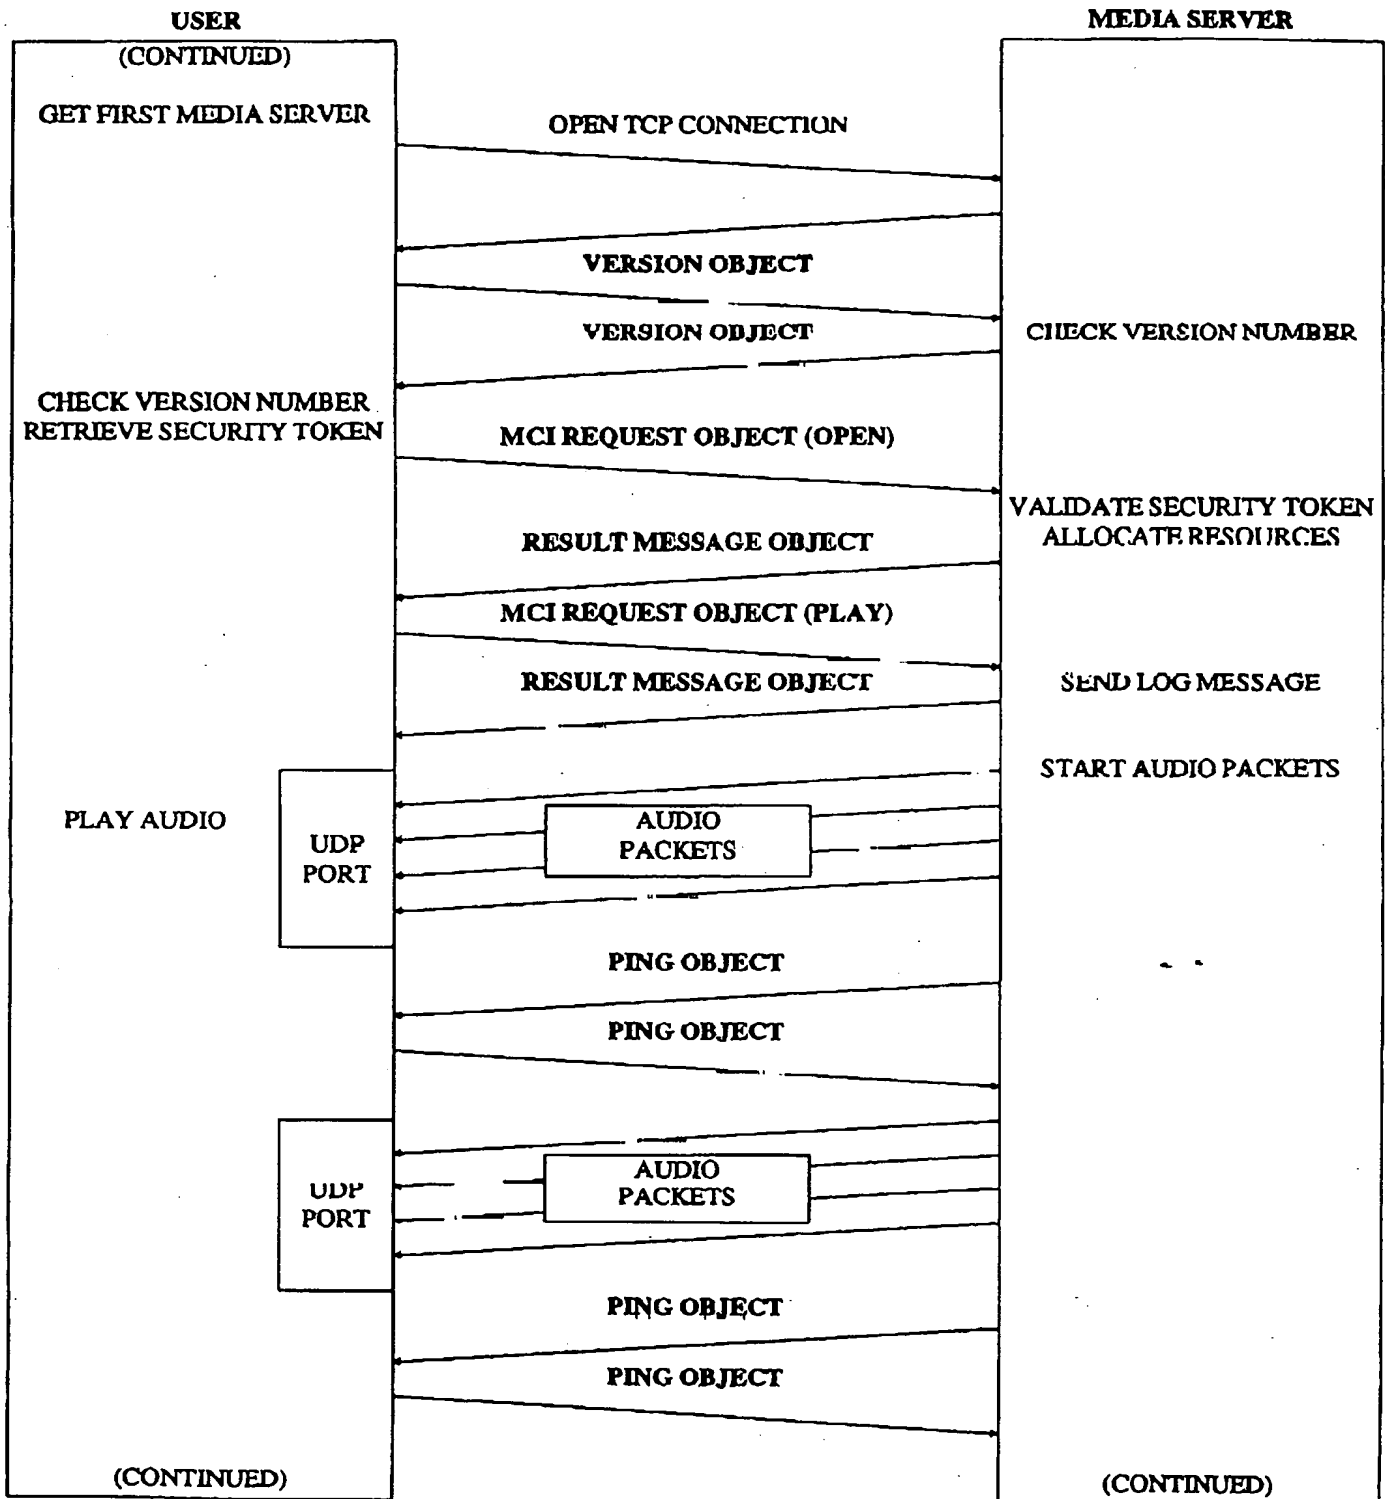 USER
MEDIA SERVER
(CONTINUED)
GET FIRST MEDIA SERVER
OPEN TCP CONNECTION
VERSION OBJECT
VERSION OBJECT
CHECK VERSION NUMBER
CHECK VERSION NUMBER
RETRIEVE SECURITY TOKEN
MCI REQUEST OBJECT (OPEN)
VALIDATE SECURITY TOKEN
ALLOCATE RESOURCES
RESULT MESSAGE OBJECT
MCI REQUEST OBJECT (PLAY)
RESULT MESSAGE OBJECT
SEND LOG MESSAGE
START AUDIO PACKETS
PLAY AUDIO
UDP
PORT
AUDIO
PACKETS
PING OBJECT
PING OBJECT
UDP
PORT
AUDIO
PACKETS
PING OBJECT
PING OBJECT
(CONTINUED)
(CONTINUED)